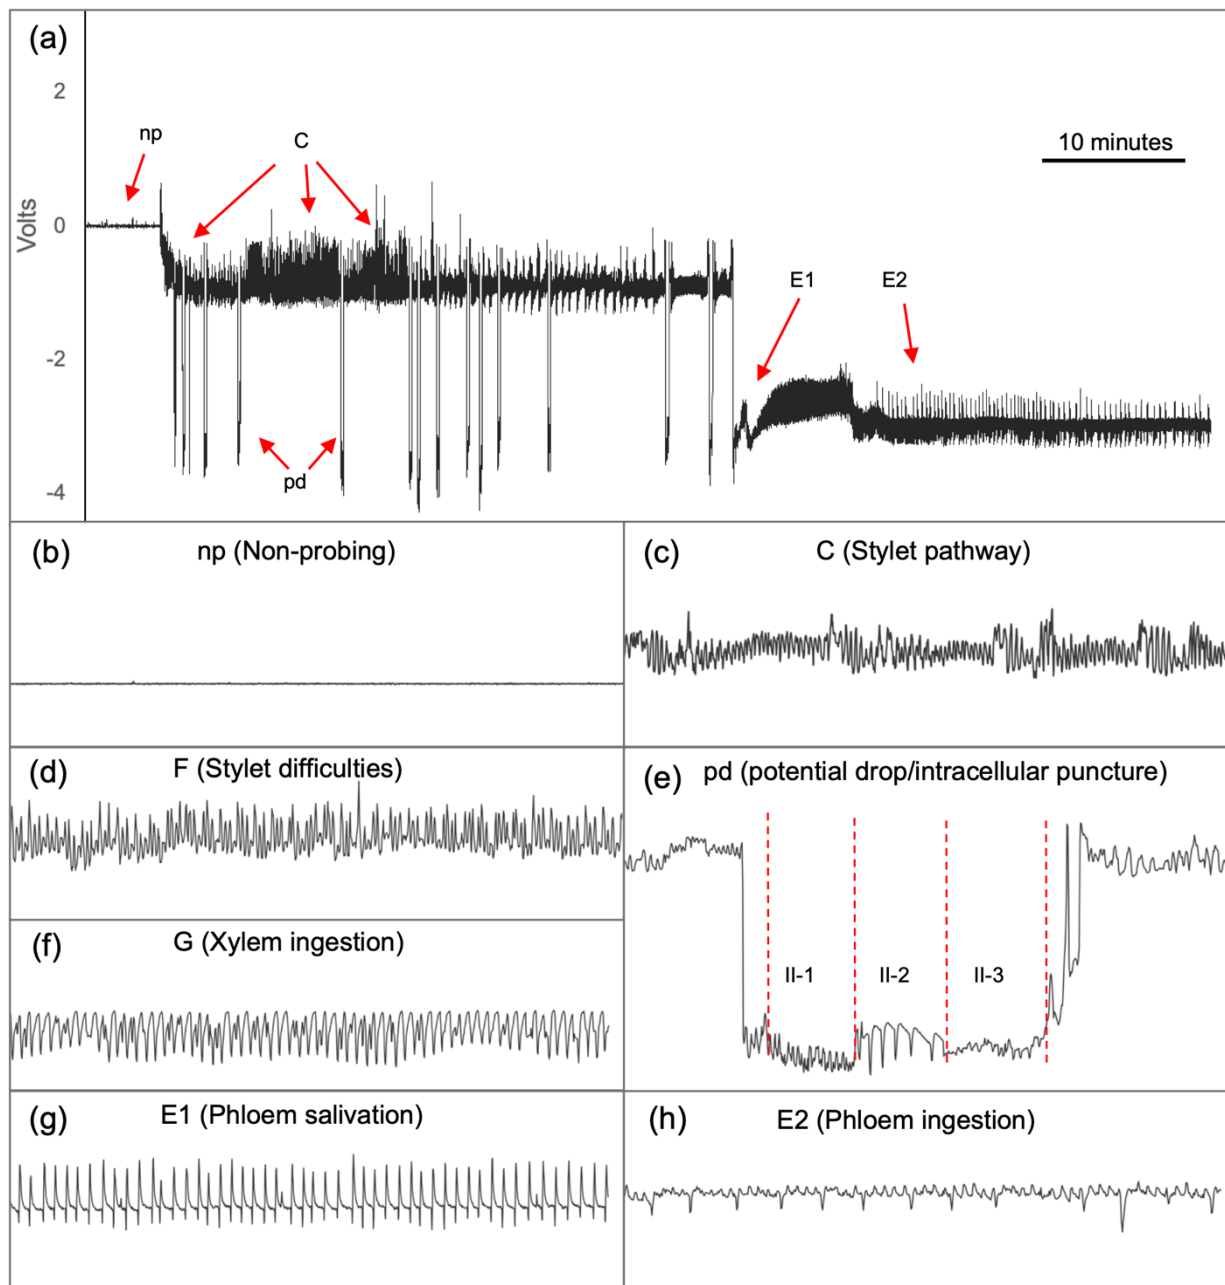 (a)
2
np
C
10 minutes
Volts
0
E1
E2
-2
pd
-4
(b)
np (Non-probing)
(c)
C (Stylet pathway)
(d)
F (Stylet difficulties)
(e)
pd (potential drop/intracellular puncture)
II-1
II-2
II-3
(f)
G (Xylem ingestion)
(g)
E1 (Phloem salivation)
(h)
E2 (Phloem ingestion)